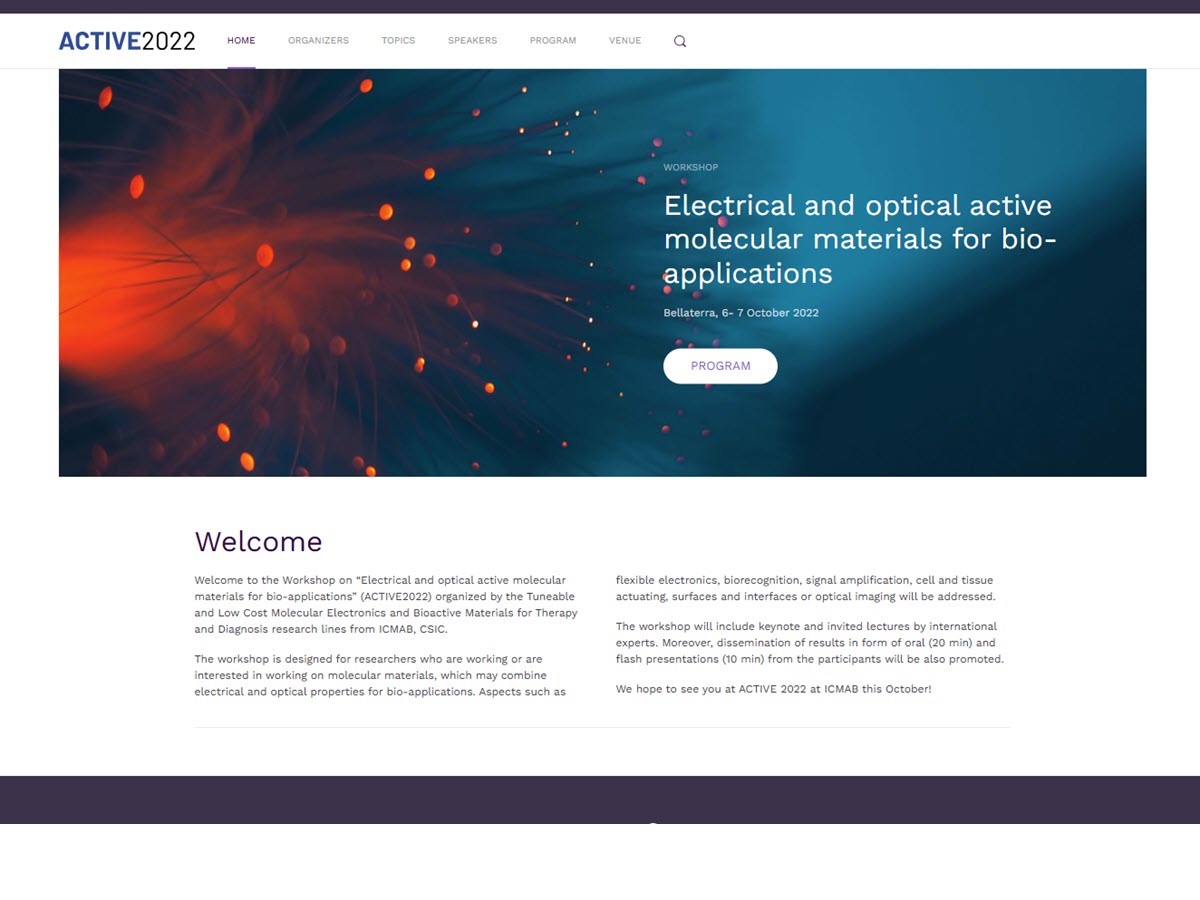 ACTIVE2022
HOME ORGANIZERS TOPICS SPEAKERS PROGRAM VENUE
WORKSHOP
Electrical and optical active
molecular materials for bio-
applications
Bellaterra, 6- 7 October 2022
PROGRAM
Welcome
Welcome to the Workshop on “Electrical and optical active molecular
materials for bio-applications” (ACTIVE2022) organized by the Tuneable
and Low Cost Molecular Electronics and Bioactive Materials for Therapy
and Diagnosis research lines from ICMAB, CSIC.
The workshop is designed for researchers who are working or are
interested in working on molecular materials, which may combine
electrical and optical properties for bio-applications. Aspects such as
flexible electronics, biorecognition, signal amplification, cell and tissue
actuating, surfaces and interfaces or optical imaging will be addressed.
The workshop will include keynote and invited lectures by international
experts. Moreover, dissemination of results in form of oral (20 min) and
flash presentations (10 min) from the participants will be also promoted.
We hope to see you at ACTIVE 2022 at ICMAB this October!